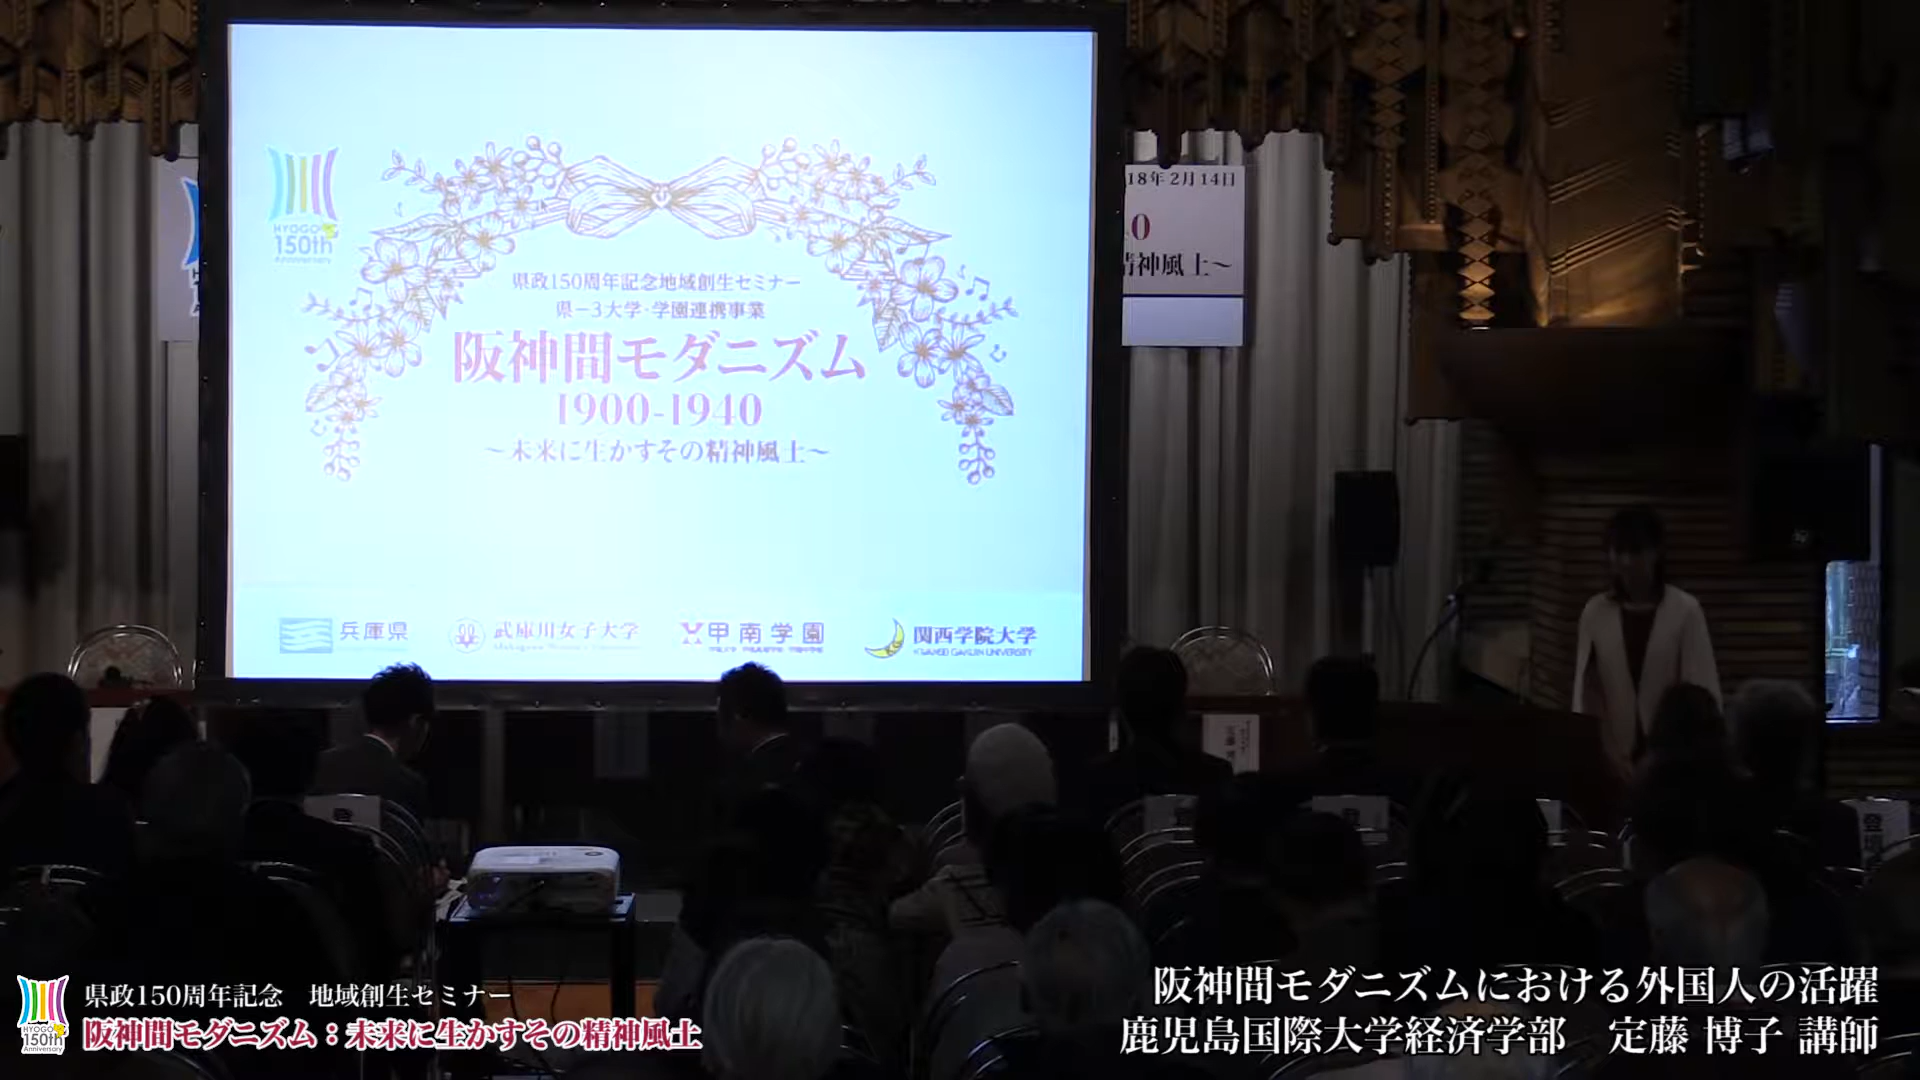 HYOGO
150th
Anniversary
県政150周年記念地域創生セミナー
県－3大学・学園連携事業
阪神間モダニズム
1900-1940
～未来に生かすその精神風土～
兵庫県
武庫川女子大学
甲南学園
関西学院大学
KWANSEI GAKUIN UNIVERSITY
18年2月14日
0
精神風土～
登壇
HYOGO
150th
Anniversary
県政150周年記念　地域創生セミナー
阪神間モダニズム：未来に生かすその精神風土
阪神間モダニズムにおける外国人の活躍
鹿児島国際大学経済学部　定藤 博子 講師